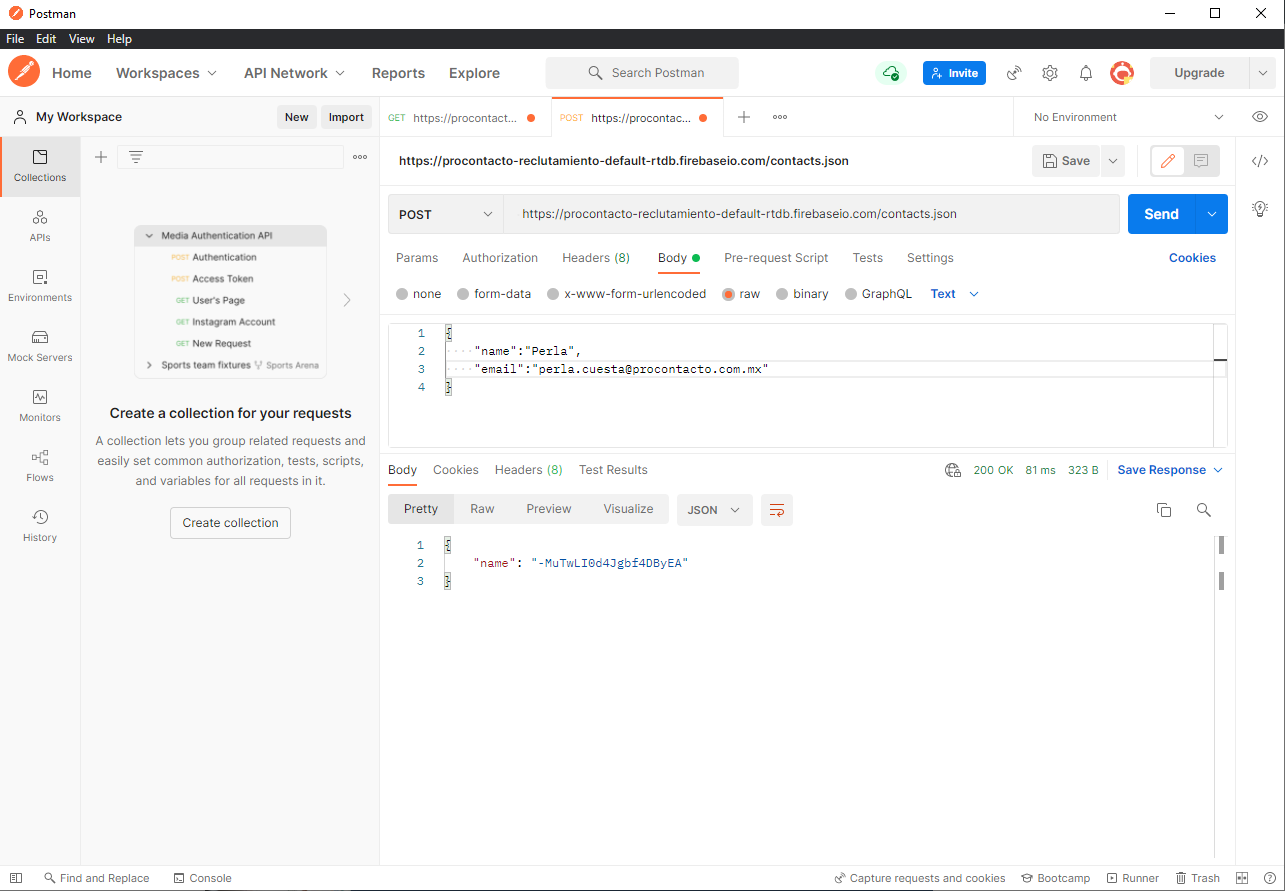 Postman
File Edit View Help
Home Workspaces API Network Reports Explore Search Postman Invite Upgrade
My Workspace New Import GET https://procontact... POST https://procontac... No Environment
Collections
APIs
Environments
Mock Servers
Monitors
Flows
History
Media Authentication API
POST Authentication
POST Access Token
GET User's Page
GET Instagram Account
GET New Request
Sports team fixtures Sports Arena
Create a collection for your requests
A collection lets you group related requests and
easily set common authorization, tests, scripts,
and variables for all requests in it.
Create collection
https://procontacto-reclutamiento-default-rtdb.firebaseio.com/contacts.json Save
POST https://procontacto-reclutamiento-default-rtdb.firebaseio.com/contacts.json Send
Params Authorization Headers (8) Body Pre-request Script Tests Settings Cookies
none form-data x-www-form-urlencoded raw binary GraphQL Text
1 {
2 "name":"Perla",
3 "email":"perla.cuesta@procontacto.com.mx"
4 }
Body Cookies Headers (8) Test Results 200 OK 81 ms 323 B Save Response
Pretty Raw Preview Visualize JSON
1 {
2 "name": "-MuTwLI0d4Jgbf4DByEA"
3 }
Find and Replace Console Capture requests and cookies Bootcamp Runner Trash